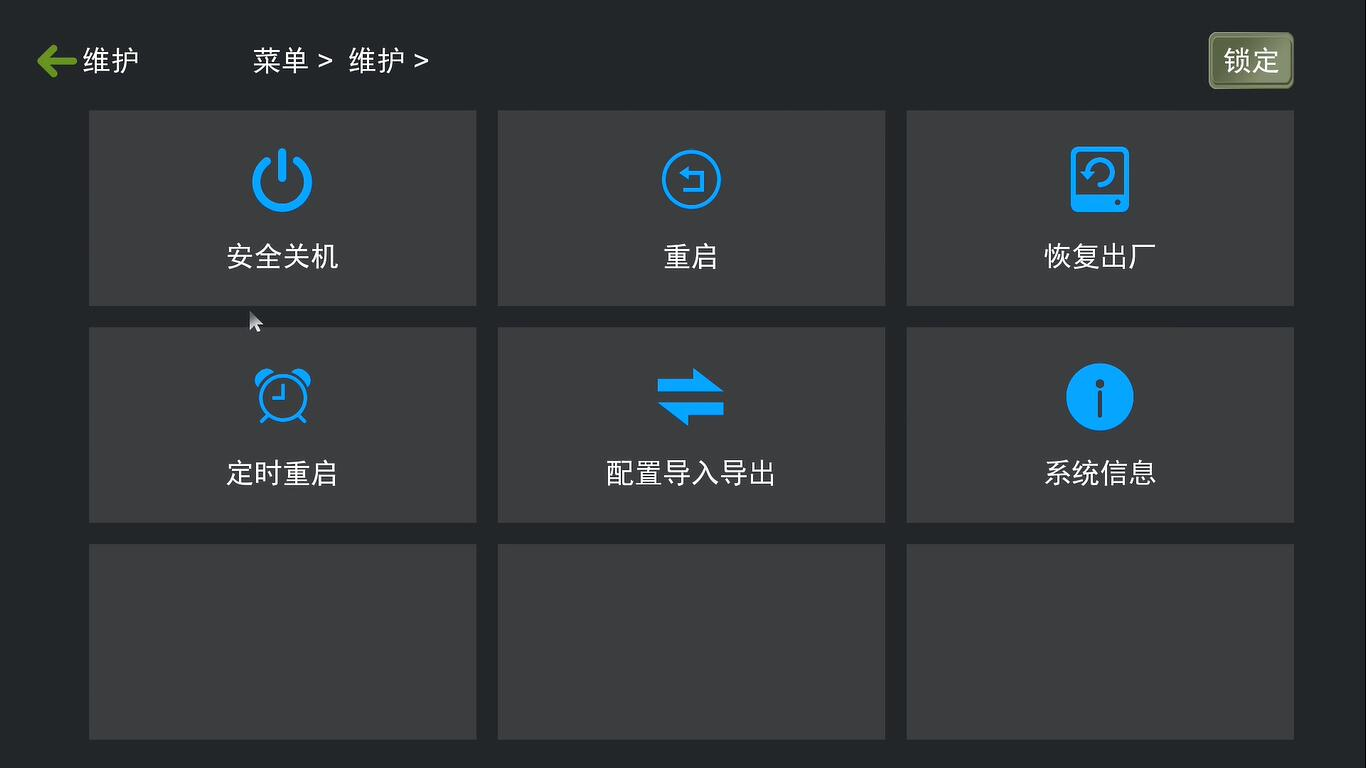 维护
菜单 > 维护 >
锁定
安全关机
重启
恢复出厂
定时重启
配置导入导出
系统信息